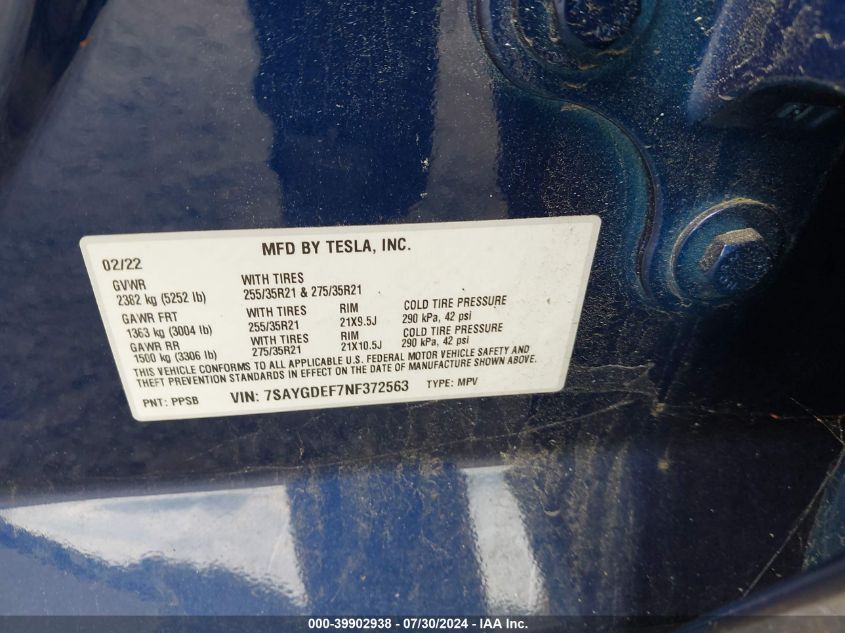 MFD BY TESLA, INC.
02/22
GVWR WITH TIRES
2382 kg (5252 lb) 255/35R21 & 275/35R21
GAWR FRT WITH TIRES RIM COLD TIRE PRESSURE
1363 kg (3004 lb) 255/35R21 21X9.5J 290 kPa, 42 psi
GAWR RR WITH TIRES RIM COLD TIRE PRESSURE
1500 kg (3306 lb) 275/35R21 21X10.5J 290 kPa, 42 psi
THIS VEHICLE CONFORMS TO ALL APPLICABLE U.S. FEDERAL MOTOR VEHICLE SAFETY AND
THEFT PREVENTION STANDARDS IN EFFECT ON THE DATE OF MANUFACTURE SHOWN ABOVE.
PNT: PPSB VIN: 7SAYGDEF7NF372563 TYPE: MPV
000-39902938 - 07/30/2024 - IAA Inc.